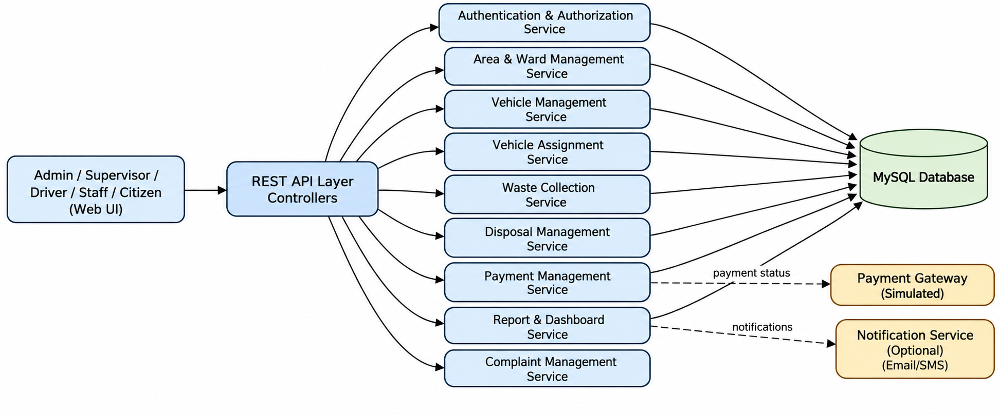 Admin / Supervisor /
Driver / Staff / Citizen
(Web UI)
REST API Layer
Controllers
Authentication & Authorization
Service
Area & Ward Management
Service
Vehicle Management
Service
Vehicle Assignment
Service
Waste Collection
Service
Disposal Management
Service
Payment Management
Service
Report & Dashboard
Service
Complaint Management
Service
payment status
notifications
MySQL Database
Payment Gateway
(Simulated)
Notification Service
(Optional)
(Email/SMS)